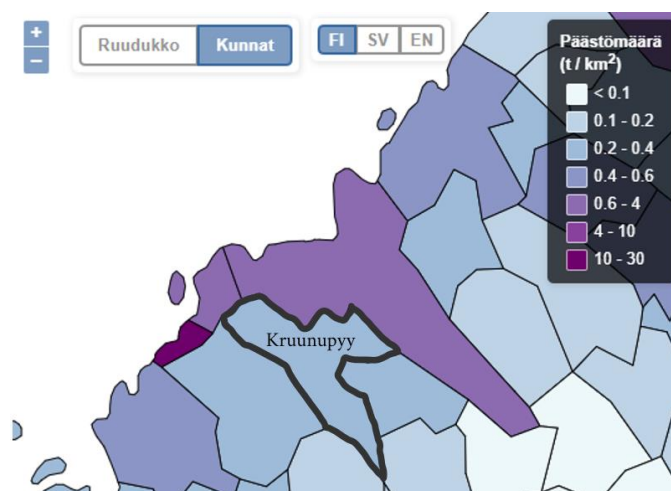 +
−
Ruudukko Kunnat
FI SV EN
Päästömäärä
(t / km²)
< 0.1
0.1 - 0.2
0.2 - 0.4
0.4 - 0.6
0.6 - 4
4 - 10
10 - 30
Kruunupyy